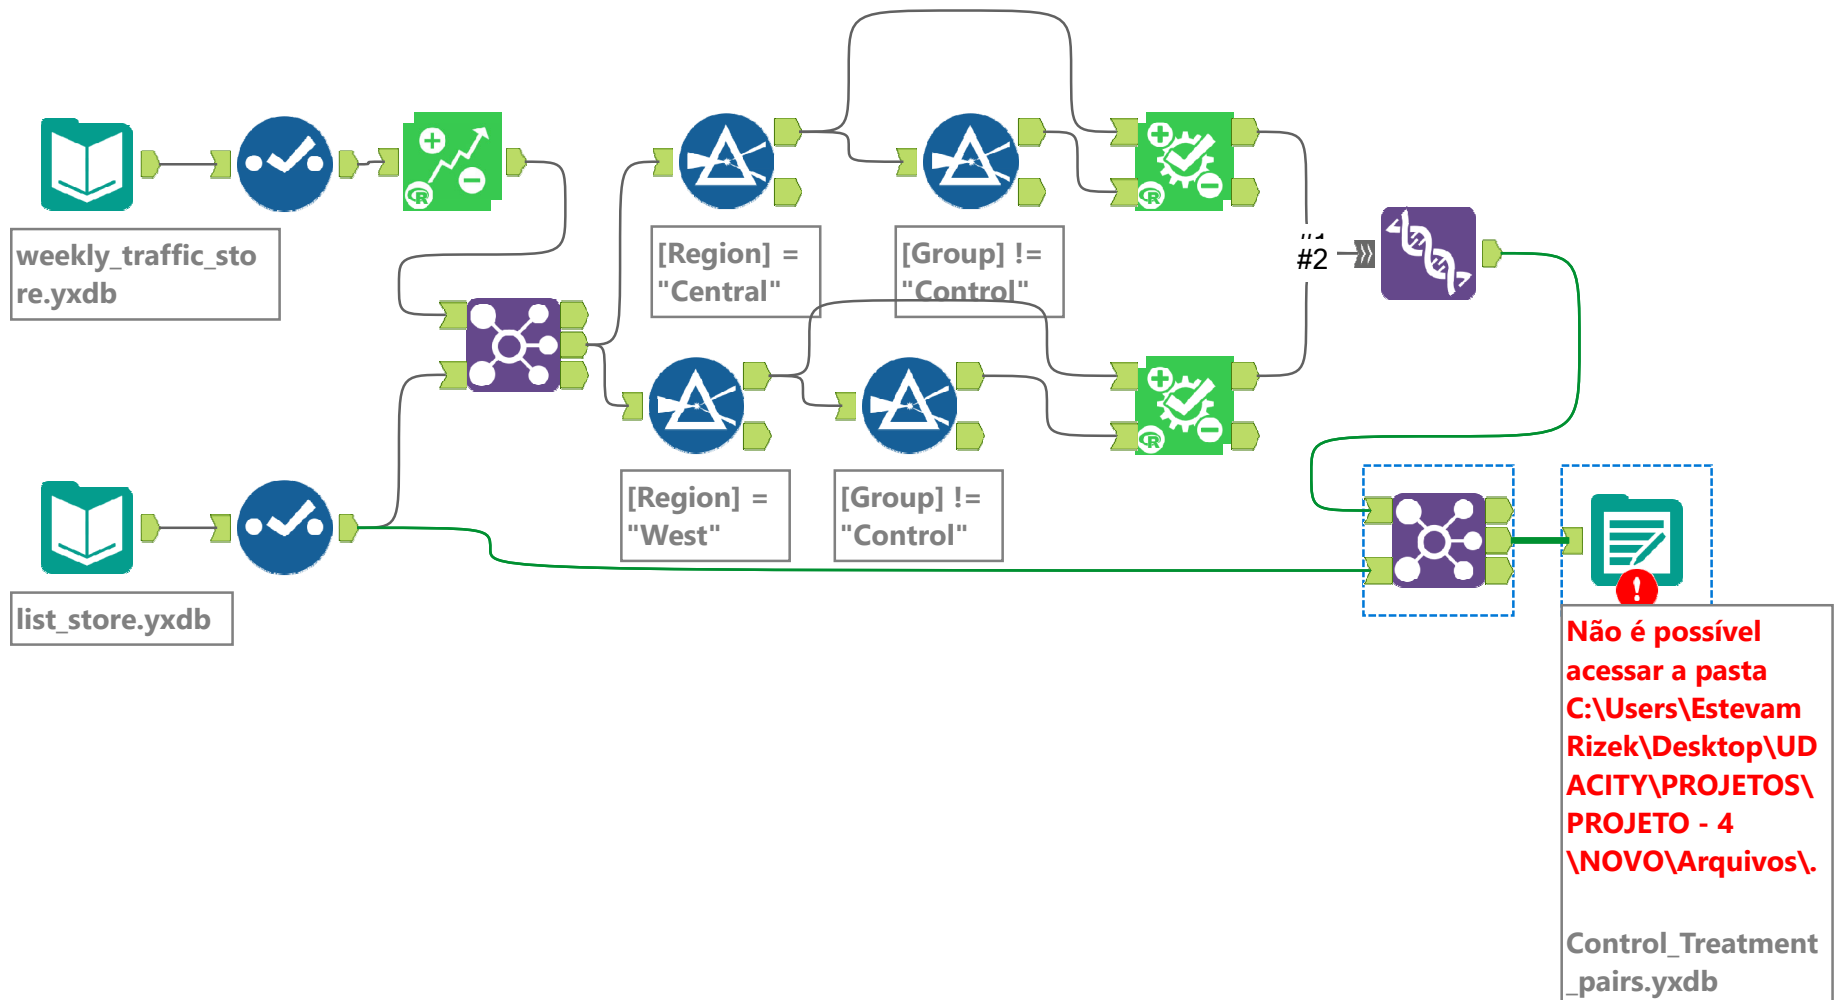 weekly_traffic_sto
re.yxdb
[Region] =
"Central"
[Group] !=
"Control"
#2
[Region] =
"West"
[Group] !=
"Control"
list_store.yxdb
Não é possível
acessar a pasta
C:\Users\Estevam
Rizek\Desktop\UD
ACITY\PROJETOS\
PROJETO - 4
\NOVO\Arquivos\.
Control_Treatment
_pairs.yxdb